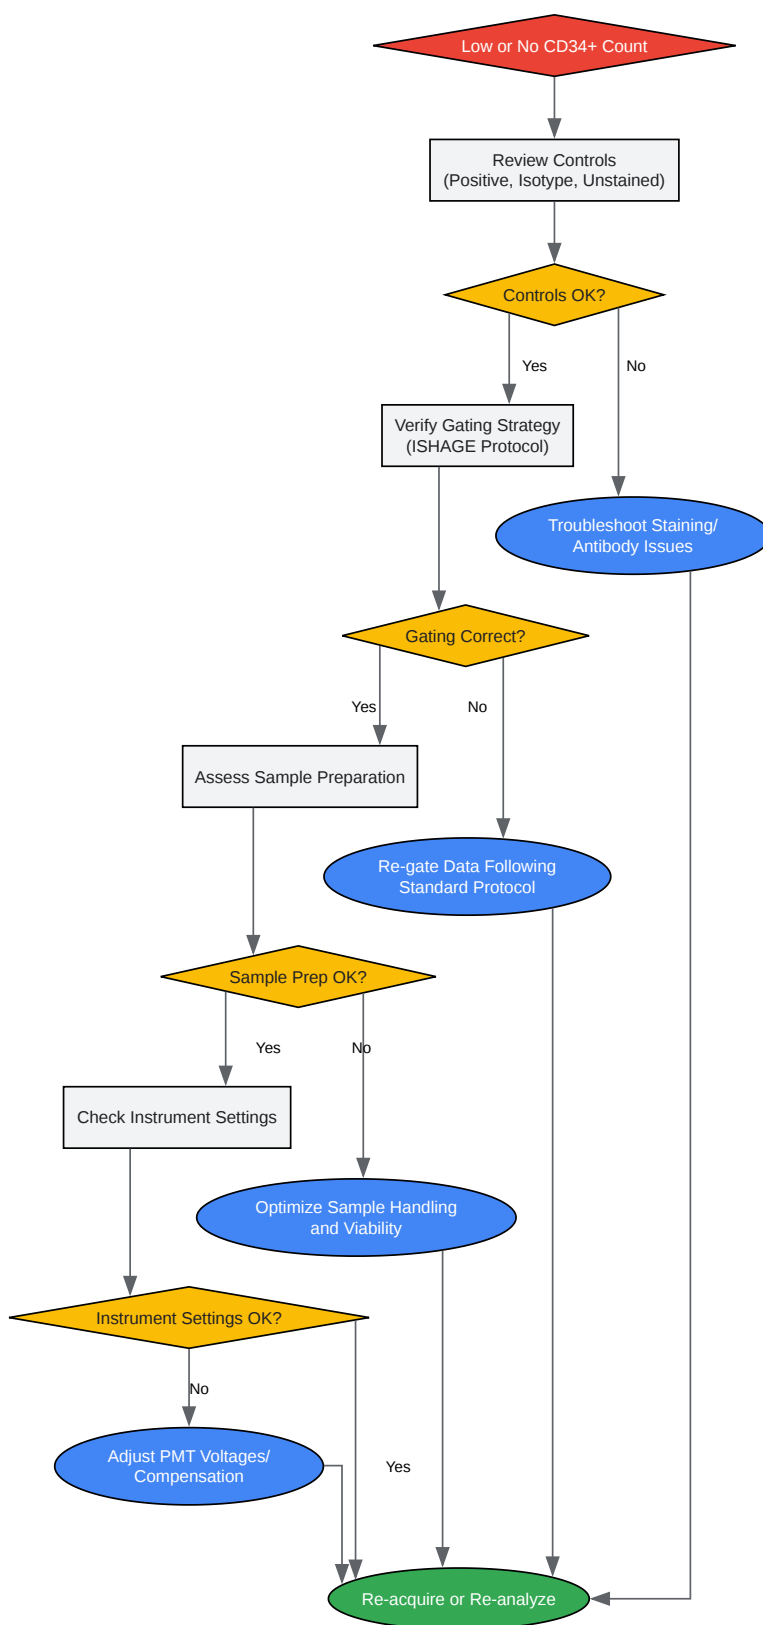 Low or No CD34+ Count
Review Controls
(Positive, Isotype, Unstained)
Controls OK?
Yes
No
Verify Gating Strategy
(ISHAGE Protocol)
Troubleshoot Staining/
Antibody Issues
Gating Correct?
Yes
No
Assess Sample Preparation
Re-gate Data Following
Standard Protocol
Sample Prep OK?
Yes
No
Check Instrument Settings
Optimize Sample Handling
and Viability
Instrument Settings OK?
No
Adjust PMT Voltages/
Compensation
Yes
Re-acquire or Re-analyze